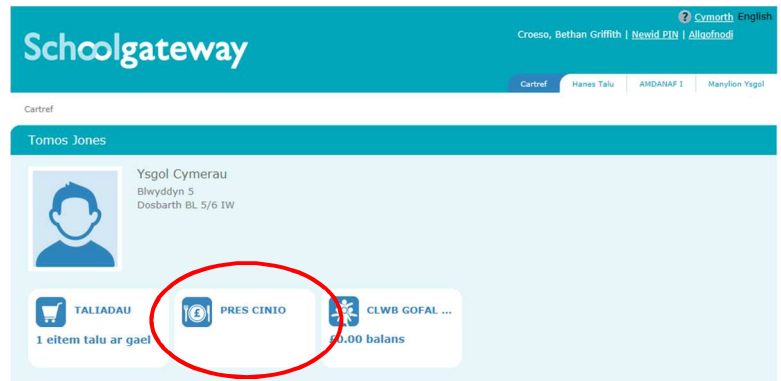 ? Cymorth English
Schoolgateway
Croeso, Bethan Griffith | Newid PIN | Allgofnodi
Cartref
Hanes Talu
AMDANAF I
Manylion Ysgol
Cartref
Tomos Jones
Ysgol Cymerau
Blwyddyn 5
Dosbarth BL 5/6 IW
TALIADAU
1 eitem talu ar gael
£
PRES CINIO
CLWB GOFAL ...
£0.00 balans